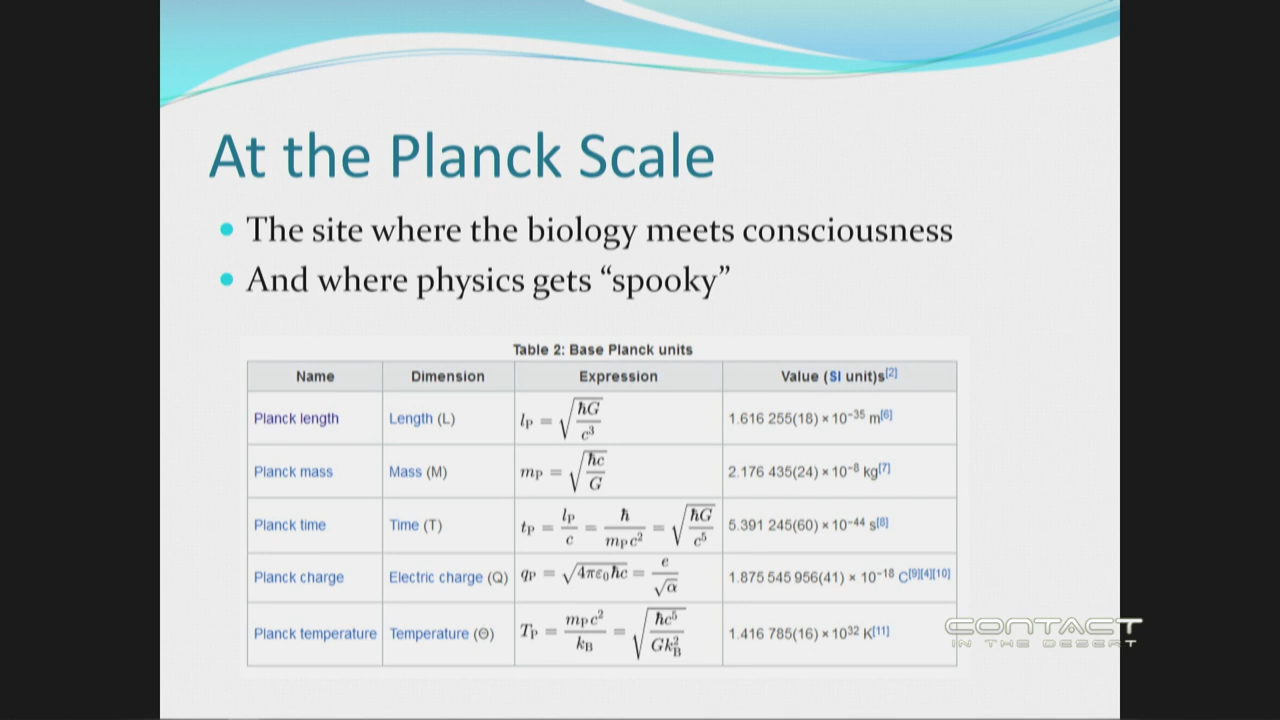 At the Planck Scale
• The site where the biology meets consciousness
• And where physics gets “spooky”
Table 2: Base Planck units
Name Dimension Expression Value (SI unit)s[2]
Planck length Length (L) lP = √(ħG/c³) 1.616 255(18) × 10⁻³⁵ m[6]
Planck mass Mass (M) mP = √(ħc/G) 2.176 435(24) × 10⁻⁸ kg[7]
Planck time Time (T) tP = lP/c = ħ/(mPc²) = √(ħG/c⁵) 5.391 245(60) × 10⁻⁴⁴ s[8]
Planck charge Electric charge (Q) qP = √(4πε₀ħc) = e/√α 1.875 545 956(41) × 10⁻¹⁸ C[9][4][10]
Planck temperature Temperature (Θ) TP = mPc²/kB = √(ħc⁵/(GkB²)) 1.416 785(16) × 10³² K[11]
CONTACT
IN THE DESERT